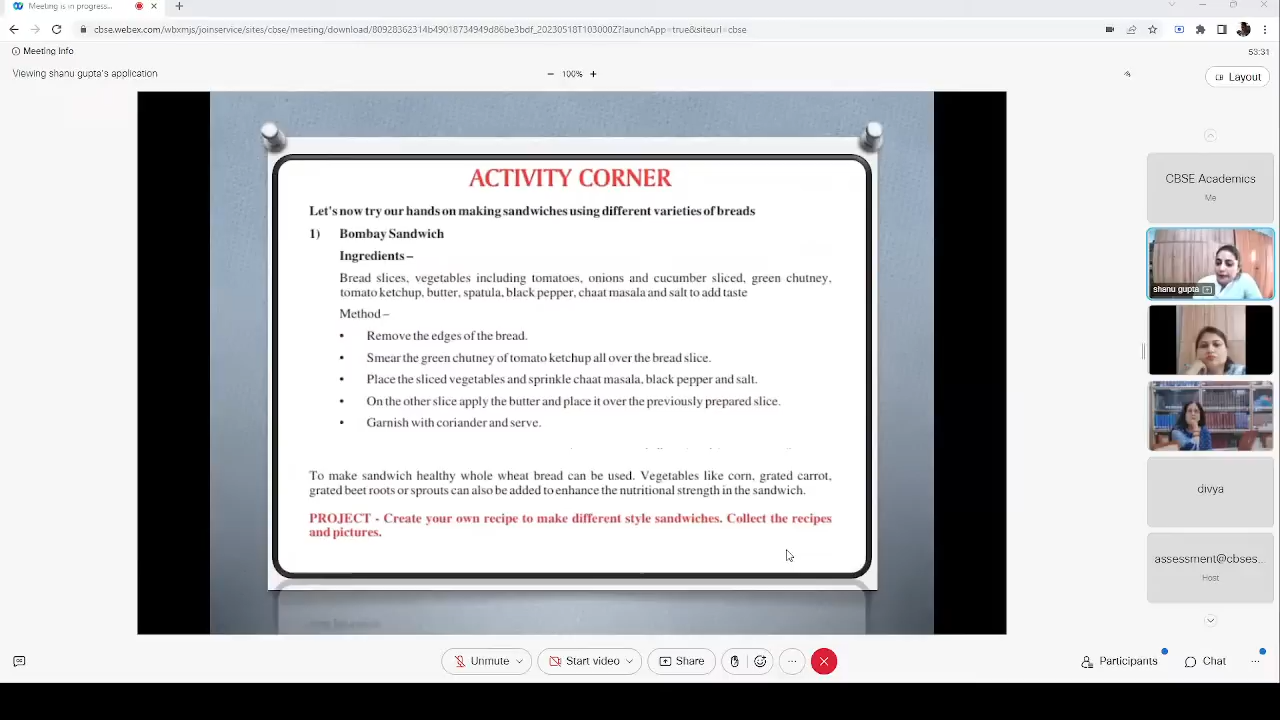 Meeting is in progress...
cbse.webex.com/wbxmjs/joinservice/sites/cbse/meeting/download/80928362314b49018734949d86be3bdf_20230518T103000Z?launchApp=true&siteurl=cbse
Meeting Info
53:31
Viewing shanu gupta's application
100%
Layout
ACTIVITY CORNER
Let's now try our hands on making sandwiches using different varieties of breads
1) Bombay Sandwich
Ingredients –
Bread slices, vegetables including tomatoes, onions and cucumber sliced, green chutney,
tomato ketchup, butter, spatula, black pepper, chaat masala and salt to add taste
Method –
• Remove the edges of the bread.
• Smear the green chutney of tomato ketchup all over the bread slice.
• Place the sliced vegetables and sprinkle chaat masala, black pepper and salt.
• On the other slice apply the butter and place it over the previously prepared slice.
• Garnish with coriander and serve.
To make sandwich healthy whole wheat bread can be used. Vegetables like corn, grated carrot,
grated beet roots or sprouts can also be added to enhance the nutritional strength in the sandwich.
PROJECT - Create your own recipe to make different style sandwiches. Collect the recipes
and pictures.
CBSE Academics
Me
shanu gupta
divya
assessment@cbses...
Host
Unmute
Start video
Share
Participants
Chat